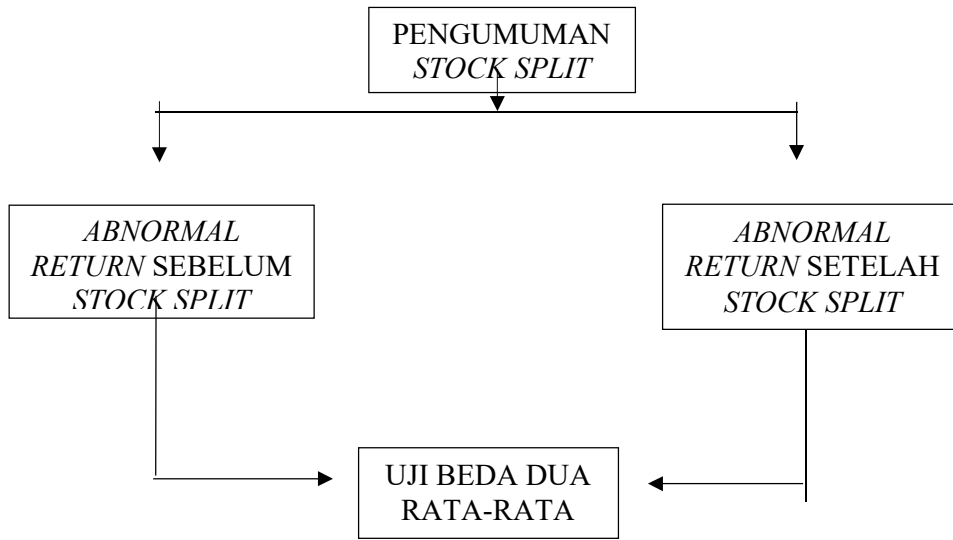 PENGUMUMAN
STOCK SPLIT
ABNORMAL
RETURN SEBELUM
STOCK SPLIT
ABNORMAL
RETURN SETELAH
STOCK SPLIT
UJI BEDA DUA
RATA-RATA